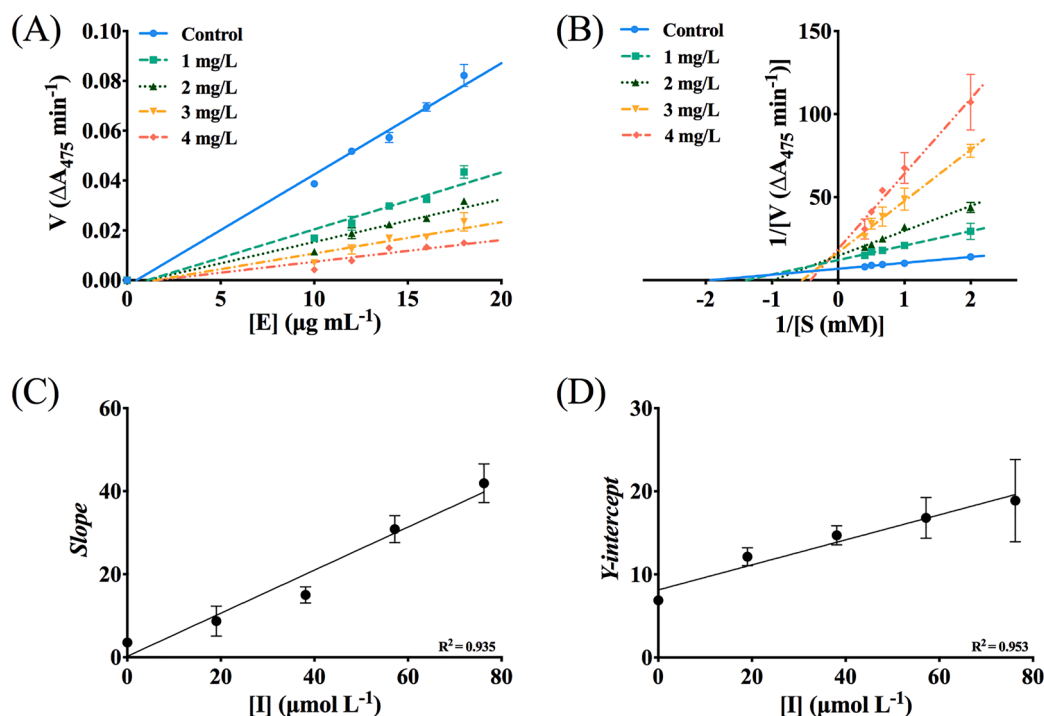 (A)
Control
1 mg/L
2 mg/L
3 mg/L
4 mg/L
V (ΔA475 min-1)
0.10
0.08
0.06
0.04
0.02
0.00
0
5
10
15
20
[E] (μg mL-1)
(B)
Control
1 mg/L
2 mg/L
3 mg/L
4 mg/L
1/[V (ΔA475 min-1)]
150
100
50
-2
-1
0
1
2
1/[S (mM)]
(C)
Slope
60
40
20
0
0
20
40
60
80
R2 = 0.935
[I] (μmol L-1)
(D)
Y-intercept
30
20
10
0
0
20
40
60
80
R2 = 0.953
[I] (μmol L-1)